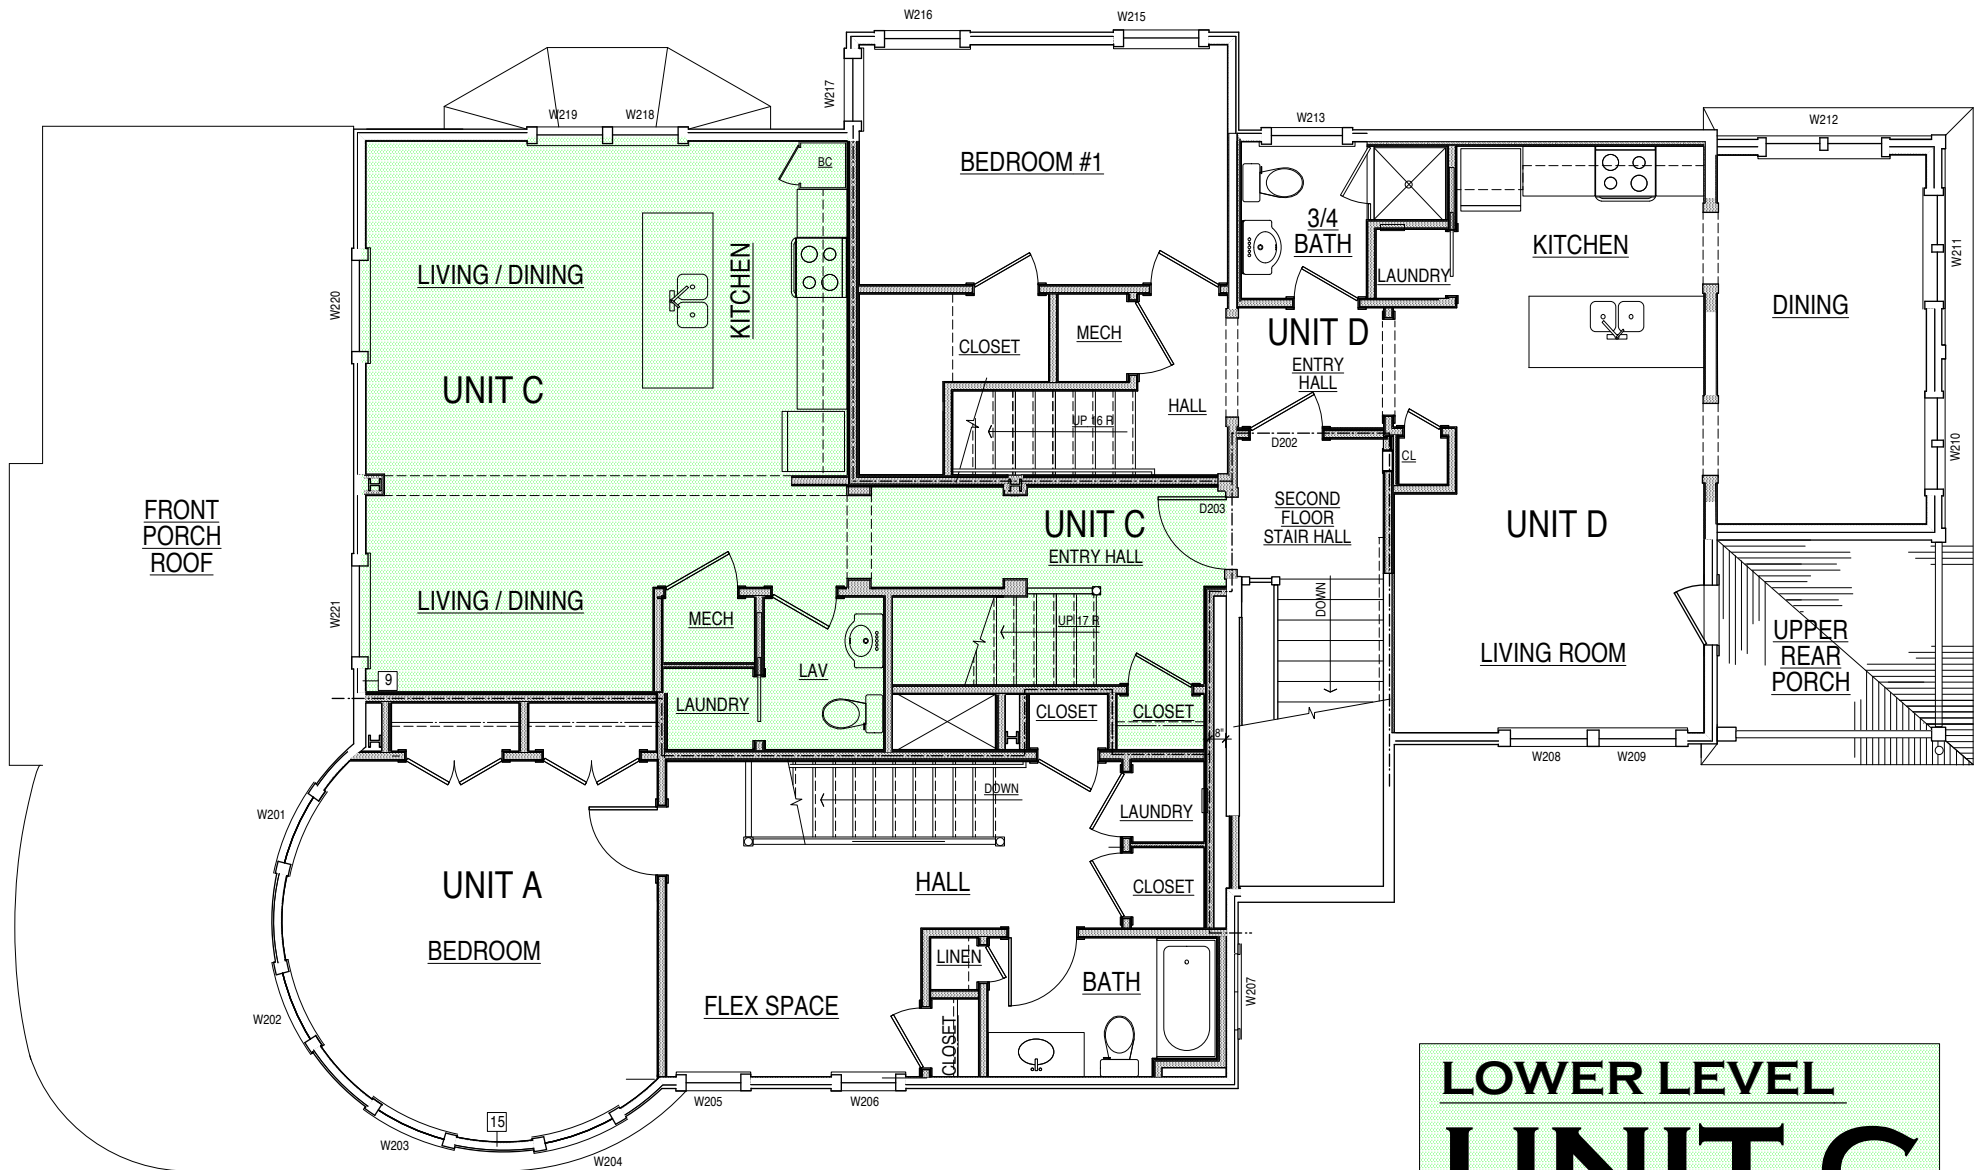 W216
W215
W217
W219
W218
W213
W212
BC
BEDROOM #1
3/4
BATH
LAUNDRY
KITCHEN
LIVING / DINING
KITCHEN
W220
W211
DINING
UNIT C
CLOSET
MECH
UNIT D
ENTRY
HALL
HALL
UP 16 R
D202
CL
W210
FRONT
PORCH
ROOF
UNIT C
ENTRY HALL
D203
SECOND
FLOOR
STAIR HALL
UNIT D
LIVING / DINING
W221
MECH
LAV
UP 17 R
DOWN
LIVING ROOM
UPPER
REAR
PORCH
9
LAUNDRY
CLOSET
CLOSET
8"
W208
W209
W201
DOWN
LAUNDRY
UNIT A
HALL
CLOSET
BEDROOM
LINEN
BATH
W207
W202
FLEX SPACE
CLOSET
W205
W206
15
W203
W204
LOWER LEVEL
UNIT C